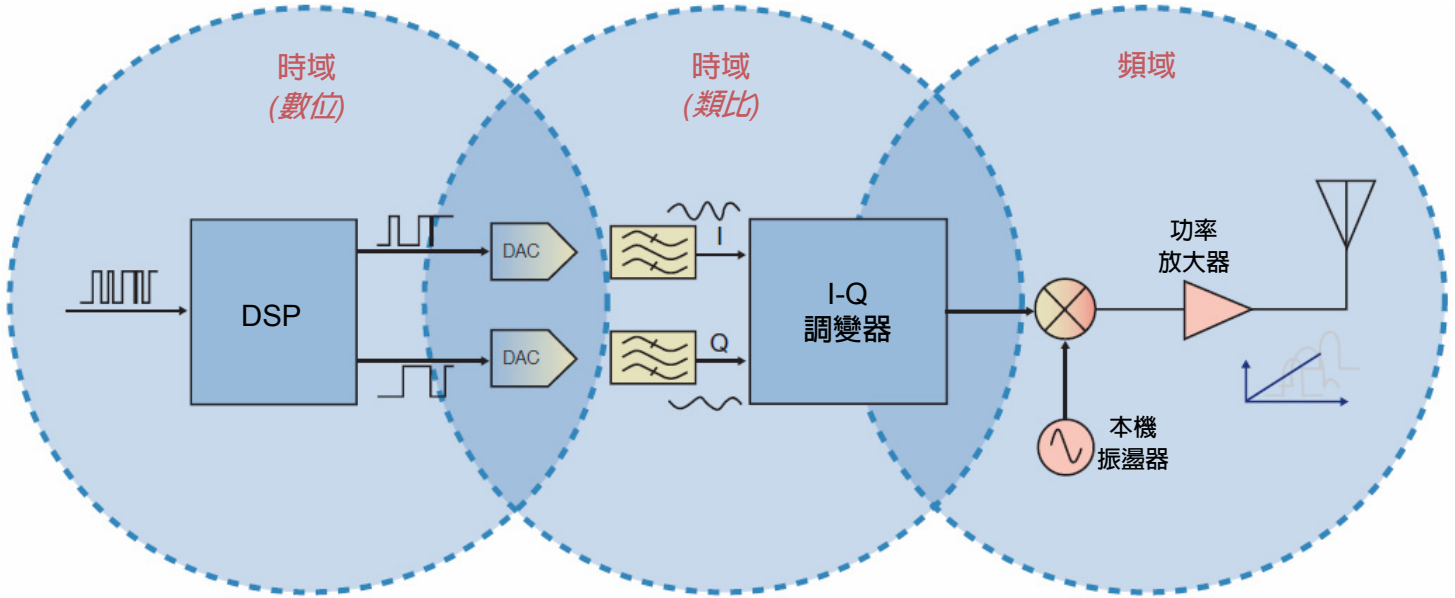 時域
(數位)
時域
(類比)
頻域
DSP
DAC
DAC
I
Q
I-Q
調變器
功率
放大器
本機
振盪器